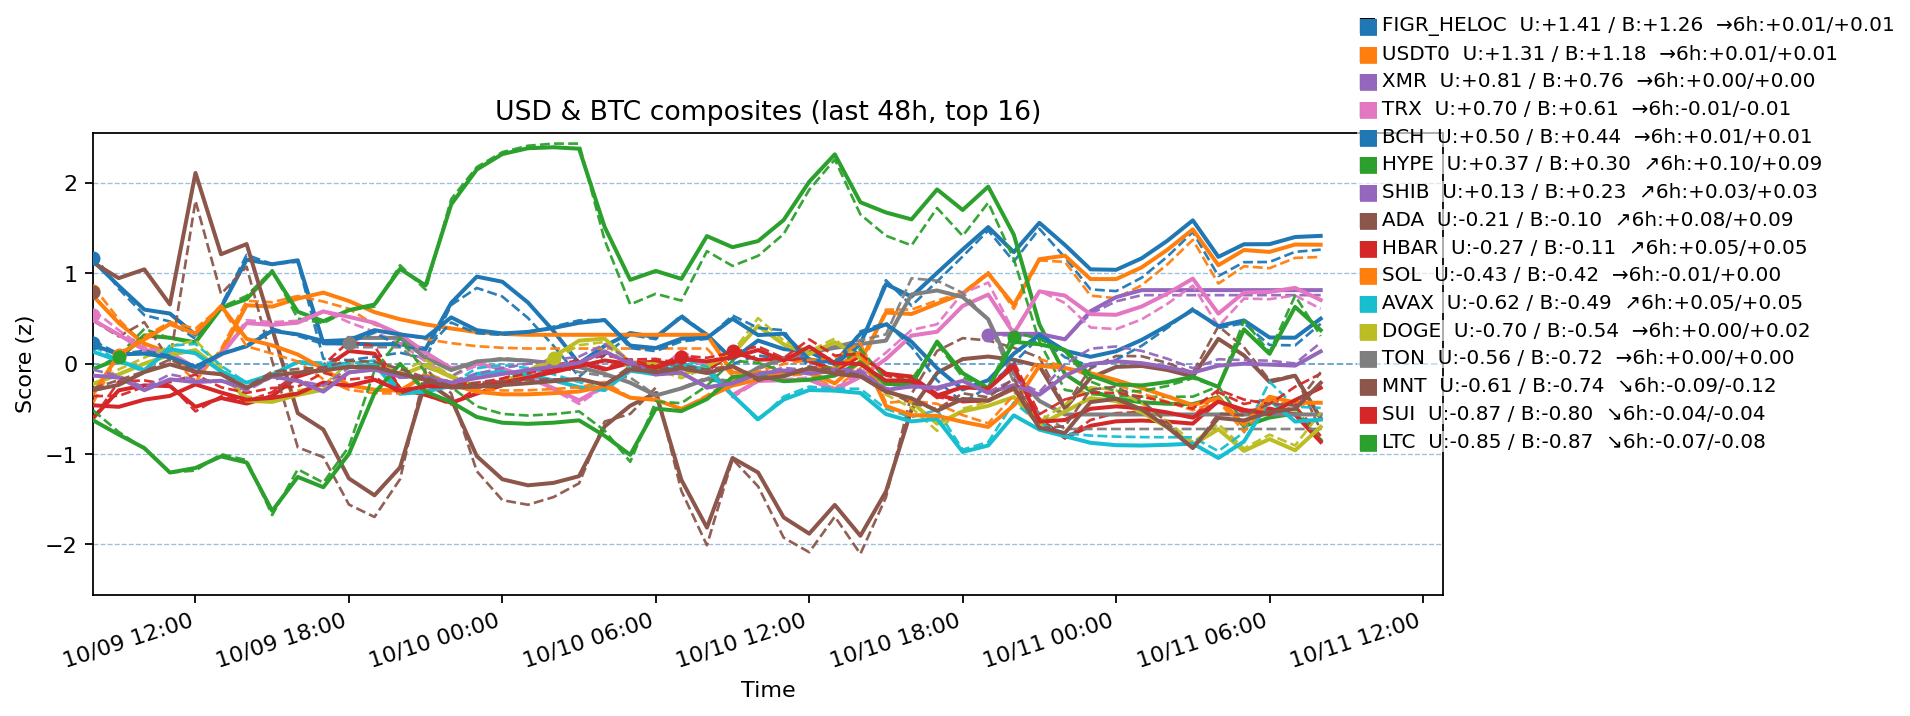 FIGR_HELOC U:+1.41 / B:+1.26 →6h:+0.01/+0.01
USDT0 U:+1.31 / B:+1.18 →6h:+0.01/+0.01
XMR U:+0.81 / B:+0.76 →6h:+0.00/+0.00
TRX U:+0.70 / B:+0.61 →6h:-0.01/-0.01
BCH U:+0.50 / B:+0.44 →6h:+0.01/+0.01
HYPE U:+0.37 / B:+0.30 ↗6h:+0.10/+0.09
SHIB U:+0.13 / B:+0.23 ↗6h:+0.03/+0.03
ADA U:-0.21 / B:-0.10 ↗6h:+0.08/+0.09
HBAR U:-0.27 / B:-0.11 ↗6h:+0.05/+0.05
SOL U:-0.43 / B:-0.42 →6h:-0.01/+0.00
AVAX U:-0.62 / B:-0.49 ↗6h:+0.05/+0.05
DOGE U:-0.70 / B:-0.54 →6h:+0.00/+0.02
TON U:-0.56 / B:-0.72 →6h:+0.00/+0.00
MNT U:-0.61 / B:-0.74 ↘6h:-0.09/-0.12
SUI U:-0.87 / B:-0.80 ↘6h:-0.04/-0.04
LTC U:-0.85 / B:-0.87 ↘6h:-0.07/-0.08
USD & BTC composites (last 48h, top 16)
Score (z)
2
1
0
−1
−2
10/09 12:00
10/09 18:00
10/10 00:00
10/10 06:00
10/10 12:00
10/10 18:00
10/11 00:00
10/11 06:00
10/11 12:00
Time